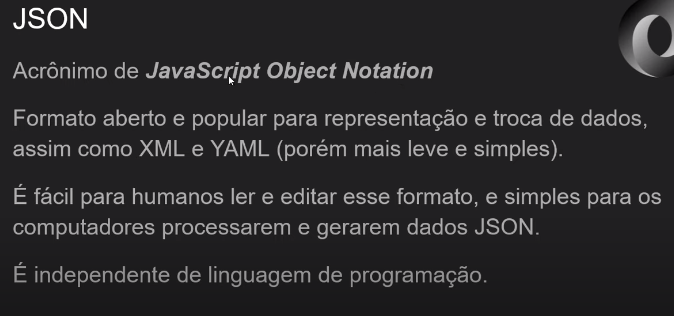 JSON
Acrônimo de JavaScript Object Notation
Formato aberto e popular para representação e troca de dados,
assim como XML e YAML (porém mais leve e simples).
É fácil para humanos ler e editar esse formato, e simples para os
computadores processarem e gerarem dados JSON.
É independente de linguagem de programação.